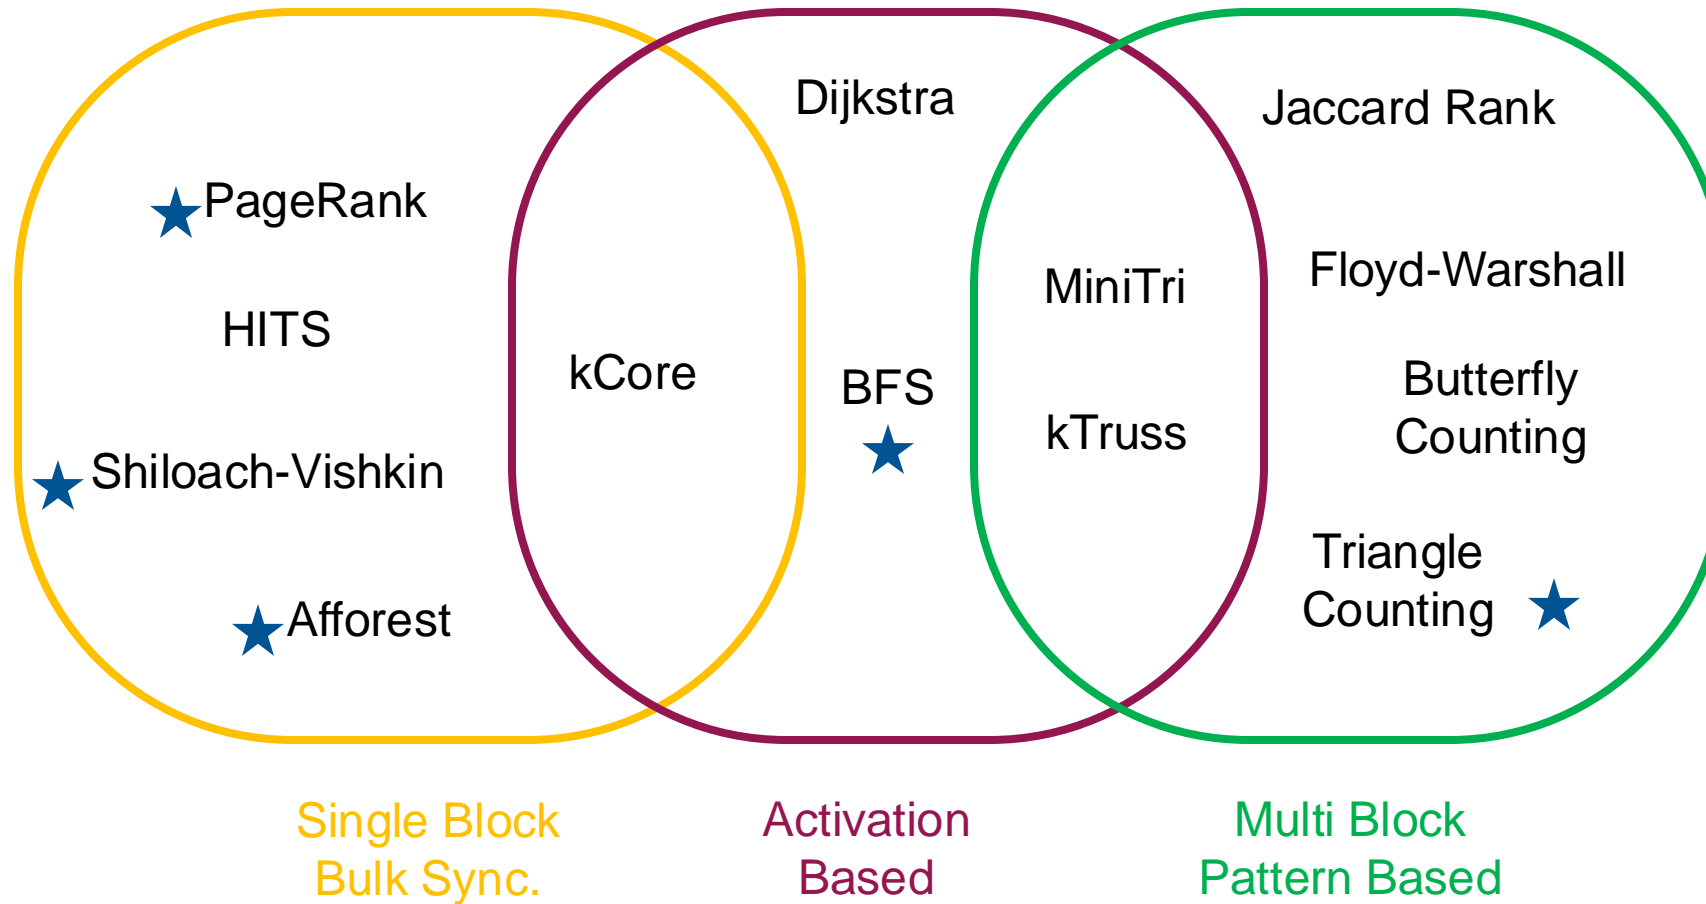 Dijkstra
Jaccard Rank
PageRank
HITS
kCore
Shiloach-Vishkin
Afforest
BFS
MiniTri
kTruss
Floyd-Warshall
Butterfly
Counting
Triangle
Counting
Single Block
Bulk Sync.
Activation
Based
Multi Block
Pattern Based